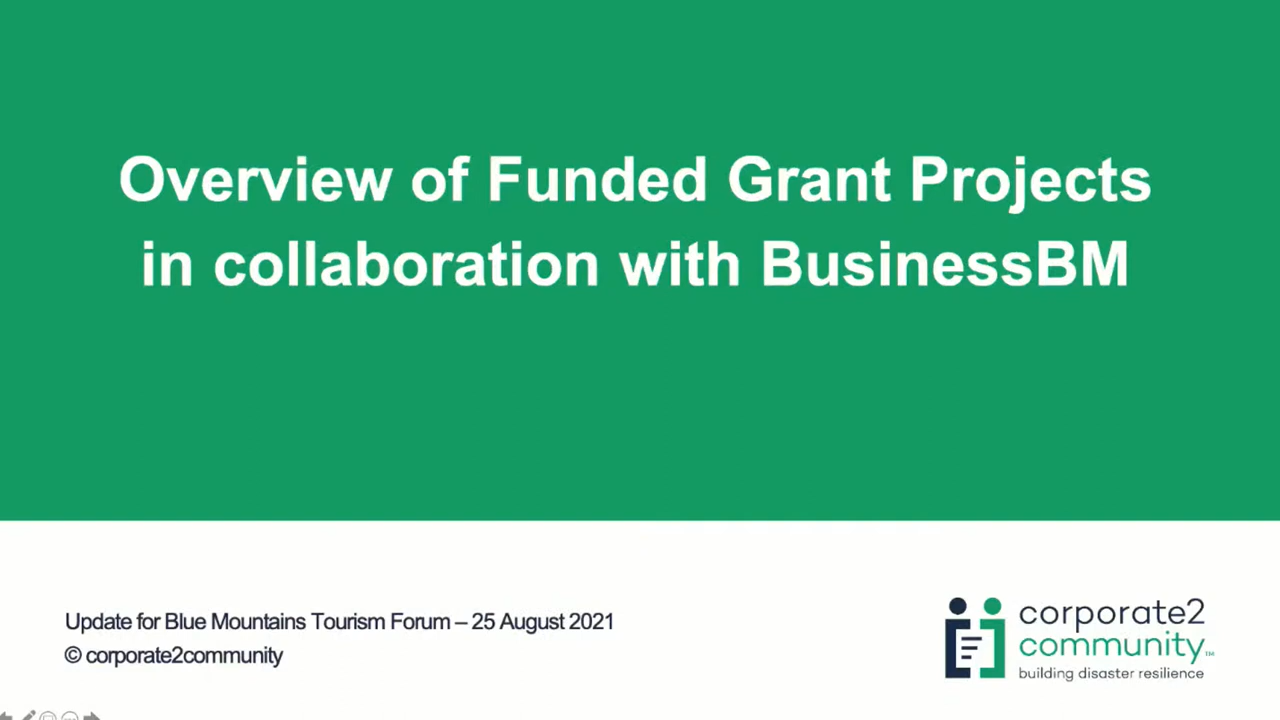 Overview of Funded Grant Projects
in collaboration with BusinessBM
Update for Blue Mountains Tourism Forum – 25 August 2021
© corporate2community
corporate2
community™
building disaster resilience